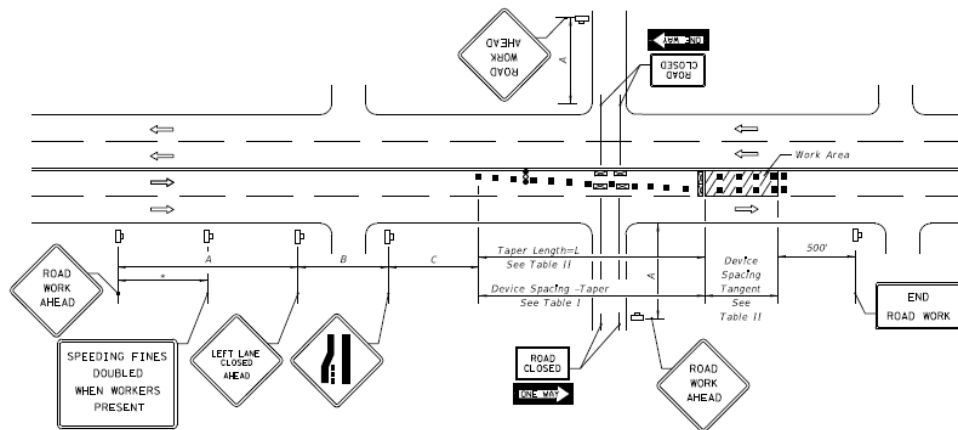 ROAD
WORK
AHEAD
A
ONE WAY
ROAD
CLOSED
Work Area
A
B
C
*
Taper Length=L
See Table II
Device Spacing -Taper
See Table I
A
Device
Spacing
Tangent
See
Table II
500'
ROAD
WORK
AHEAD
SPEEDING FINES
DOUBLED
WHEN WORKERS
PRESENT
LEFT LANE
CLOSED
AHEAD
ROAD
CLOSED
ONE WAY
ROAD
WORK
AHEAD
END
ROAD WORK